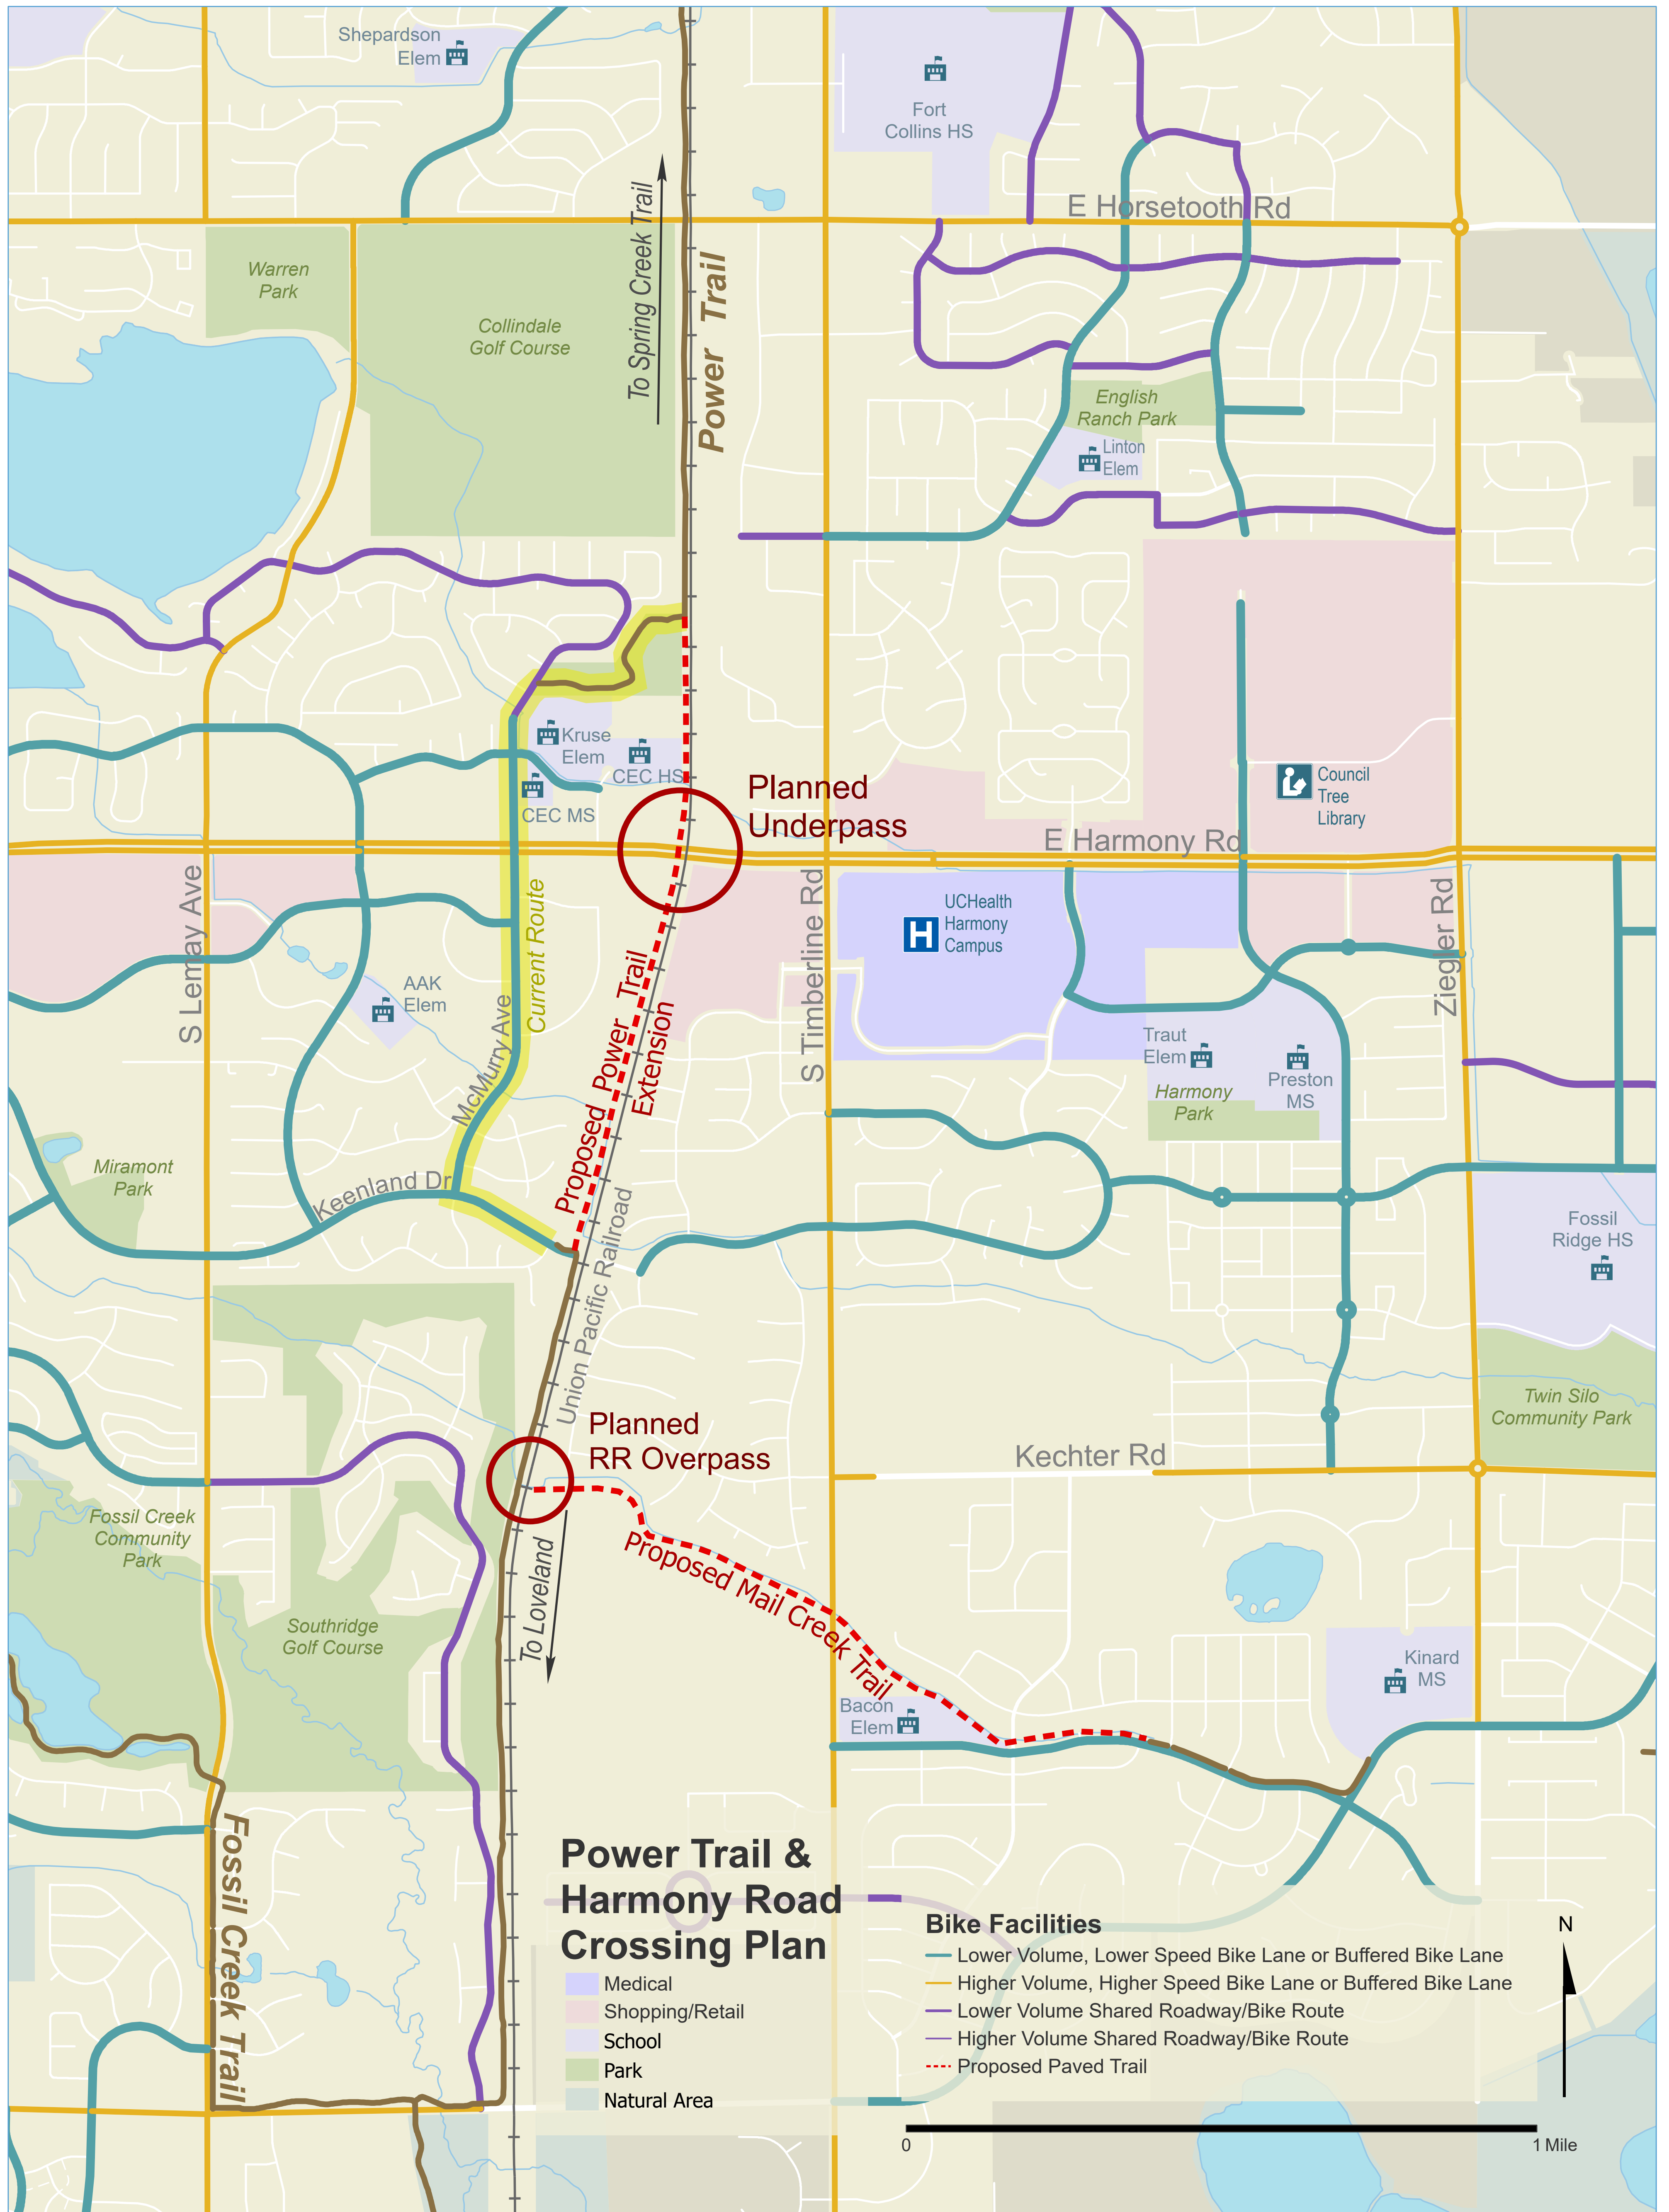 Shepardson
Elem
Fort
Collins HS
E Horsetooth Rd
Warren
Park
Collindale
Golf Course
To Spring Creek Trail
Power Trail
English
Ranch Park
Linton
Elem
Kruse
Elem
CEC HS
CEC MS
Planned
Underpass
Council
Tree
Library
E Harmony Rd
S Lemay Ave
Current Route
S Timberline Rd
UCHealth
Harmony
Campus
H
Ziegler Rd
AAK
Elem
McMurry Ave
Proposed Power Trail
Extension
Traut
Elem
Preston
MS
Harmony
Park
Miramont
Park
Keenland Dr
Union Pacific Railroad
Fossil
Ridge HS
Twin Silo
Community Park
Planned
RR Overpass
Kechter Rd
Fossil Creek
Community
Park
To Loveland
Proposed Mail Creek Trail
Southridge
Golf Course
Bacon
Elem
Kinard
MS
Fossil Creek Trail
Power Trail &
Harmony Road
Crossing Plan
Medical
Shopping/Retail
School
Park
Natural Area
Bike Facilities
Lower Volume, Lower Speed Bike Lane or Buffered Bike Lane
Higher Volume, Higher Speed Bike Lane or Buffered Bike Lane
Lower Volume Shared Roadway/Bike Route
Higher Volume Shared Roadway/Bike Route
Proposed Paved Trail
N
0
1 Mile